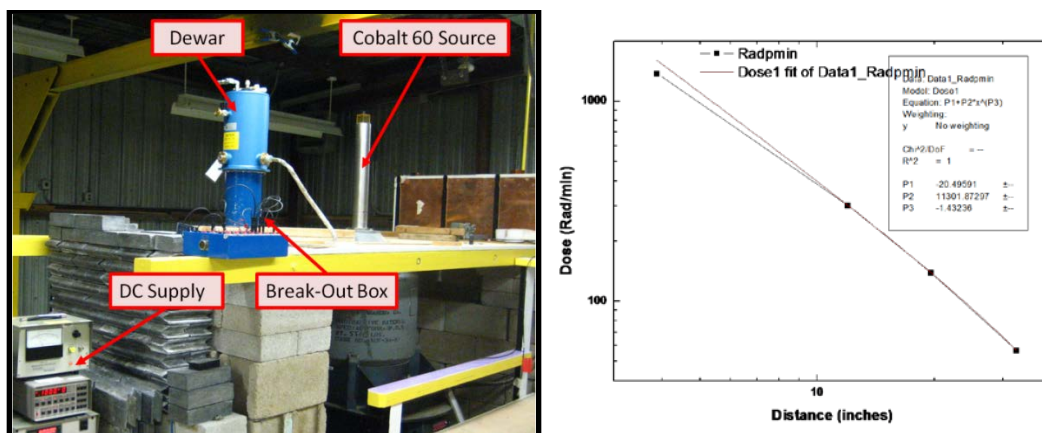 Dewar
Cobalt 60 Source
DC Supply
Break-Out Box
Radpmin
Dose1 fit of Data1_Radpmin
Data: Data1_Radpmin
Model: Dose1
Equation: P1+P2*x^(P3)
Weighting:
y No weighting
Chi^2/DoF = --
R^2 = 1
P1 -20.49591 ±--
P2 11301.87297 ±--
P3 -1.43236 ±--
1000
100
Dose (Rad/min)
10
Distance (inches)